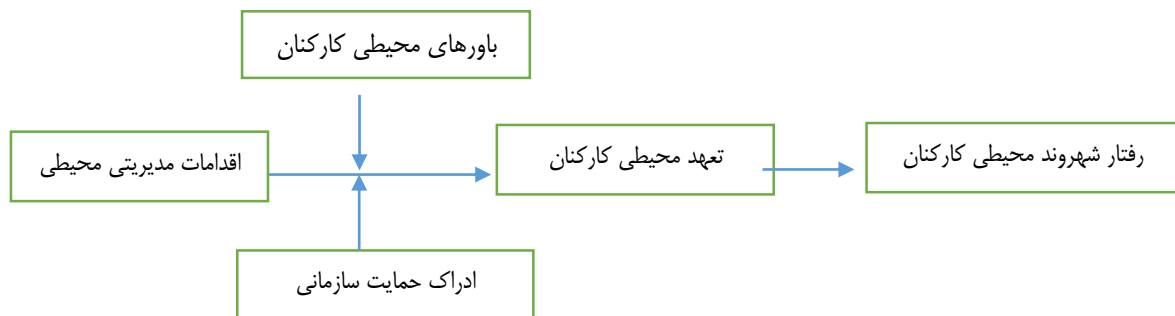 باورهای محیطی کارکنان
اقدامات مدیریتی محیطی
تعهد محیطی کارکنان
رفتار شهروند محیطی کارکنان
ادراک حمایت سازمانی